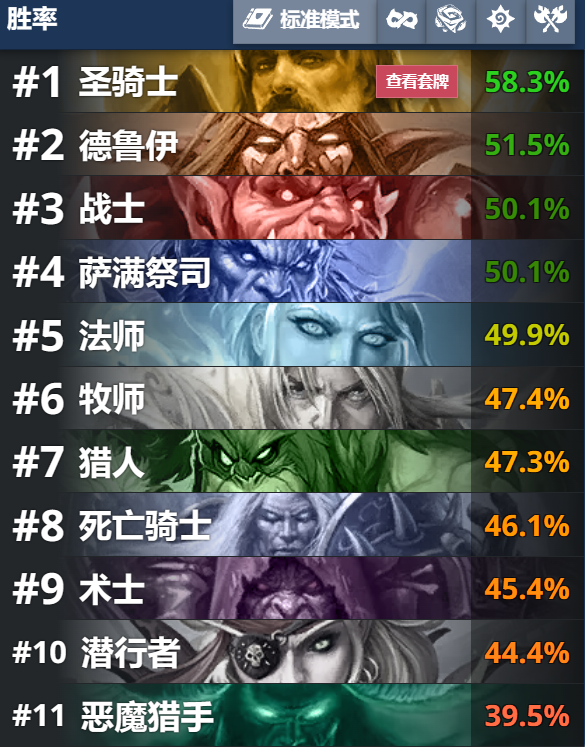 胜率 标准模式
#1 圣骑士 查看套牌 58.3%
#2 德鲁伊 51.5%
#3 战士 50.1%
#4 萨满祭司 50.1%
#5 法师 49.9%
#6 牧师 47.4%
#7 猎人 47.3%
#8 死亡骑士 46.1%
#9 术士 45.4%
#10 潜行者 44.4%
#11 恶魔猎手 39.5%